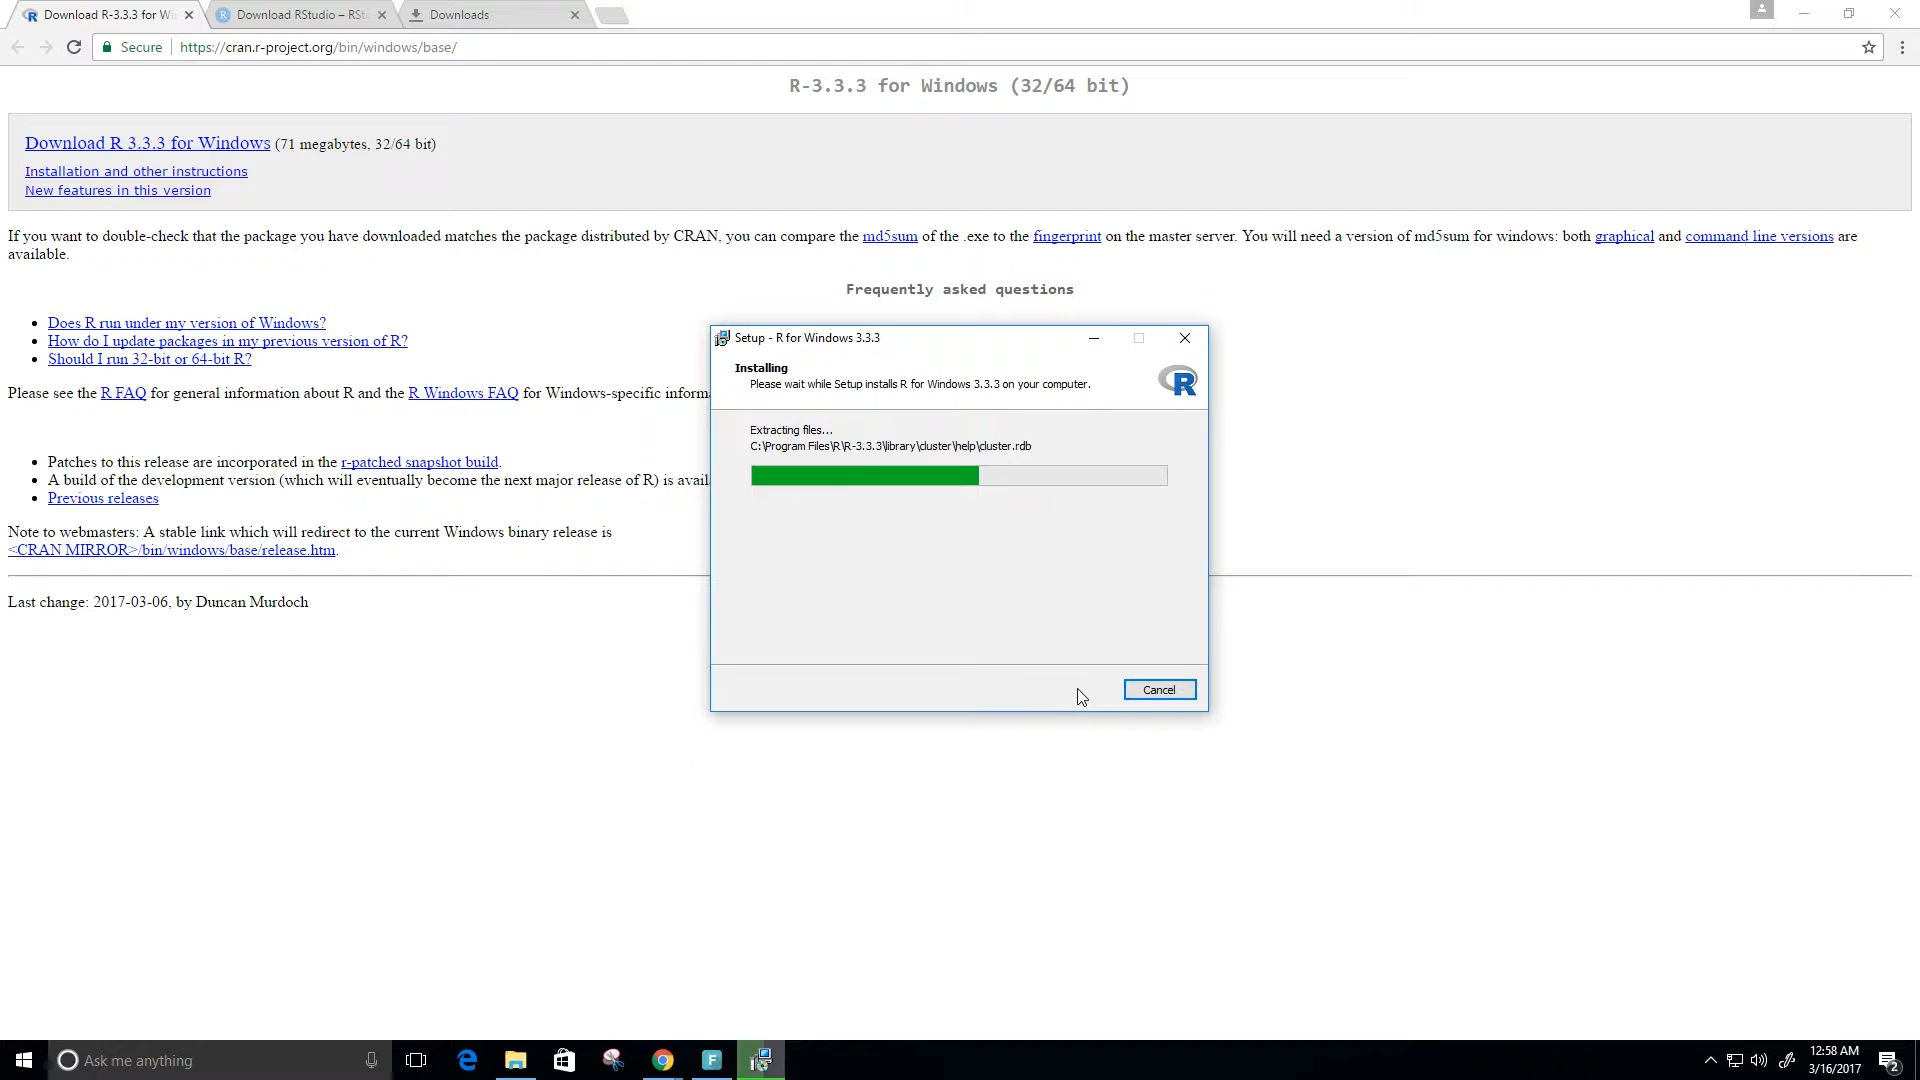 Download R-3.3.3 for Wi
Download RStudio – RSt
Downloads
Secure
https://cran.r-project.org/bin/windows/base/
R-3.3.3 for Windows (32/64 bit)
Download R 3.3.3 for Windows (71 megabytes, 32/64 bit)
Installation and other instructions
New features in this version
If you want to double-check that the package you have downloaded matches the package distributed by CRAN, you can compare the md5sum of the .exe to the fingerprint on the master server. You will need a version of md5sum for windows: both graphical and command line versions are
available.
Frequently asked questions
Does R run under my version of Windows?
How do I update packages in my previous version of R?
Should I run 32-bit or 64-bit R?
Please see the R FAQ for general information about R and the R Windows FAQ for Windows-specific informa
Patches to this release are incorporated in the r-patched snapshot build.
A build of the development version (which will eventually become the next major release of R) is avail
Previous releases
Note to webmasters: A stable link which will redirect to the current Windows binary release is
<CRAN MIRROR>/bin/windows/base/release.htm.
Last change: 2017-03-06, by Duncan Murdoch
Setup - R for Windows 3.3.3
Installing
Please wait while Setup installs R for Windows 3.3.3 on your computer.
R
Extracting files...
C:\Program Files\R\R-3.3.3\library\cluster\help\cluster.rdb
Cancel
Ask me anything
F
12:58 AM
3/16/2017
2